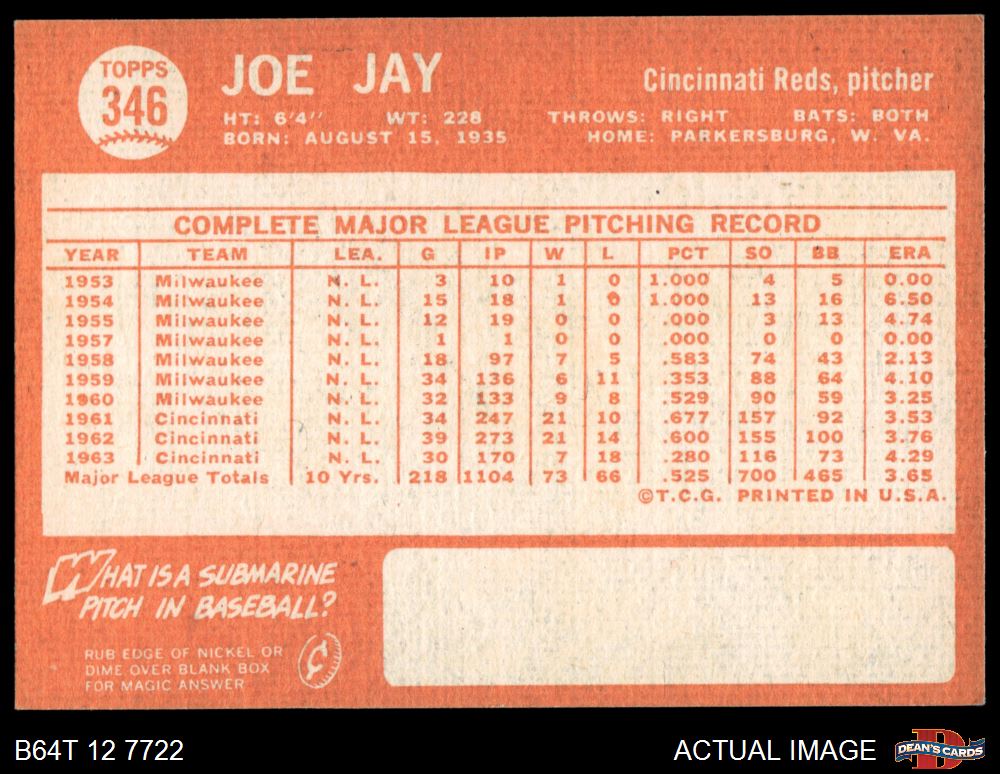 TOPPS
346
JOE JAY
Cincinnati Reds, pitcher
HT: 6'4'' WT: 228 THROWS: RIGHT BATS: BOTH
BORN: AUGUST 15, 1935 HOME: PARKERSBURG, W. VA.
COMPLETE MAJOR LEAGUE PITCHING RECORD
YEAR TEAM LEA. G IP W L PCT SO BB ERA
1953 Milwaukee N. L. 3 10 1 0 1.000 4 5 0.00
1954 Milwaukee N. L. 15 18 1 0 1.000 13 16 6.50
1955 Milwaukee N. L. 12 19 0 0 .000 3 13 4.74
1957 Milwaukee N. L. 1 1 0 0 .000 0 0 0.00
1958 Milwaukee N. L. 18 97 7 5 .583 74 43 2.13
1959 Milwaukee N. L. 34 136 6 11 .353 88 64 4.10
1960 Milwaukee N. L. 32 133 9 8 .529 90 59 3.25
1961 Cincinnati N. L. 34 247 21 10 .677 157 92 3.53
1962 Cincinnati N. L. 39 273 21 14 .600 155 100 3.76
1963 Cincinnati N. L. 30 170 7 18 .280 116 73 4.29
Major League Totals 10 Yrs. 218 1104 73 66 .525 700 465 3.65
©T.C.G. PRINTED IN U.S.A.
WHAT IS A SUBMARINE
PITCH IN BASEBALL?
RUB EDGE OF NICKEL OR
DIME OVER BLANK BOX
FOR MAGIC ANSWER
¢
B64T 12 7722
ACTUAL IMAGE
D
DEAN'S CARDS